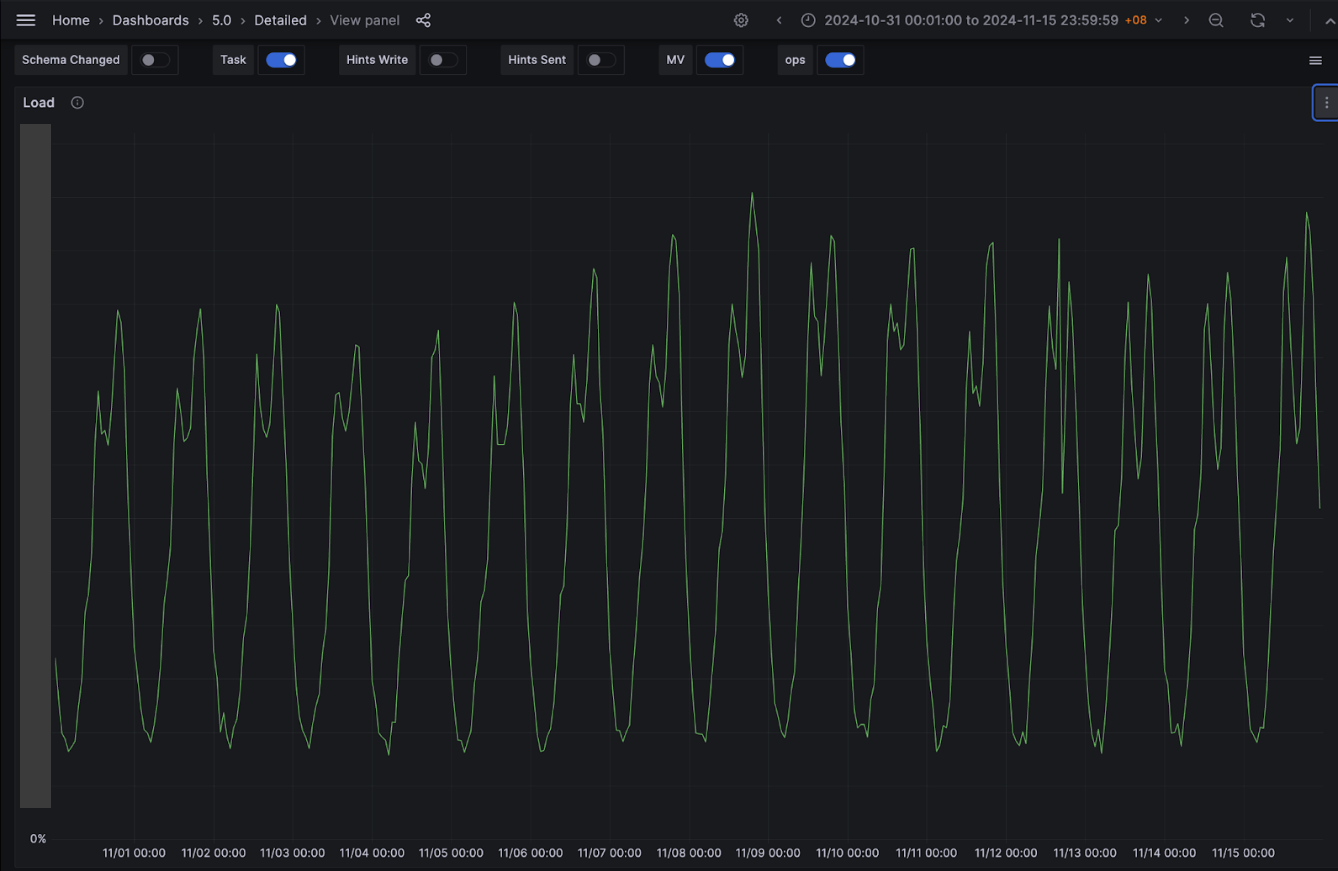 Home › Dashboards › 5.0 › Detailed › View panel
2024-10-31 00:01:00 to 2024-11-15 23:59:59 +08
Schema Changed Task Hints Write Hints Sent MV ops
Load
0%
11/01 00:00 11/02 00:00 11/03 00:00 11/04 00:00 11/05 00:00 11/06 00:00 11/07 00:00 11/08 00:00 11/09 00:00 11/10 00:00 11/11 00:00 11/12 00:00 11/13 00:00 11/14 00:00 11/15 00:00